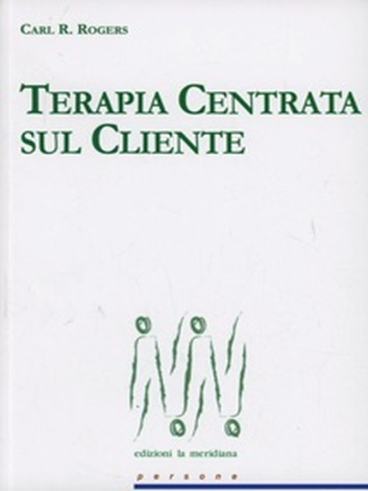 CARL R. ROGERS
TERAPIA CENTRATA
SUL CLIENTE
edizioni la meridiana
persone